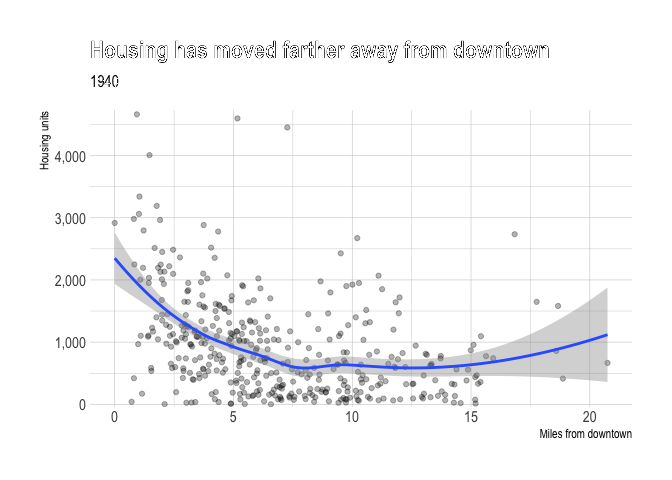 Housing has moved farther away from downtown
1940
Housing units
4,000
3,000
2,000
1,000
0
0 5 10 15 20
Miles from downtown